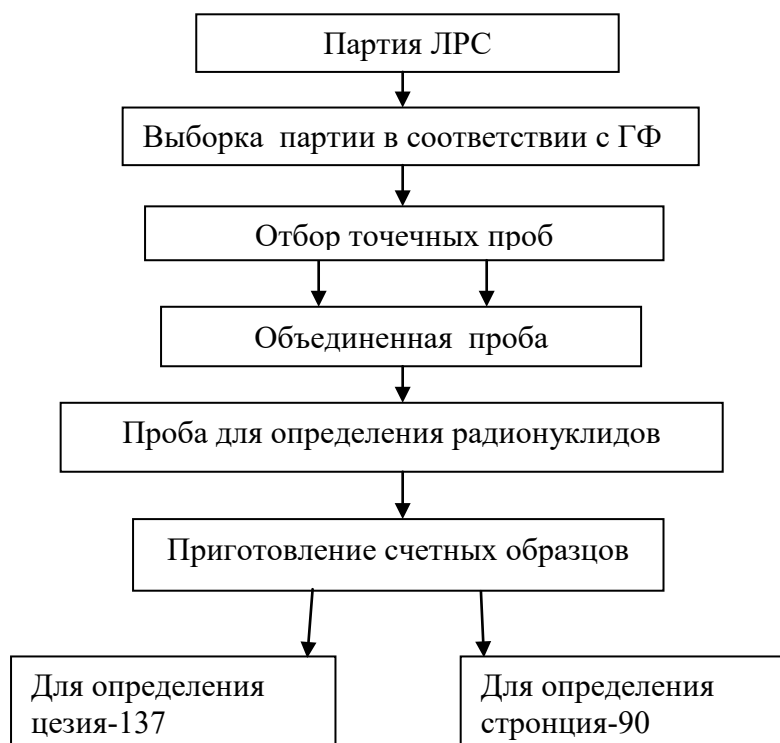 Партия ЛРС
Выборка партии в соответствии с ГФ
Отбор точечных проб
Объединенная проба
Проба для определения радионуклидов
Приготовление счетных образцов
Для определения
цезия-137
Для определения
стронция-90